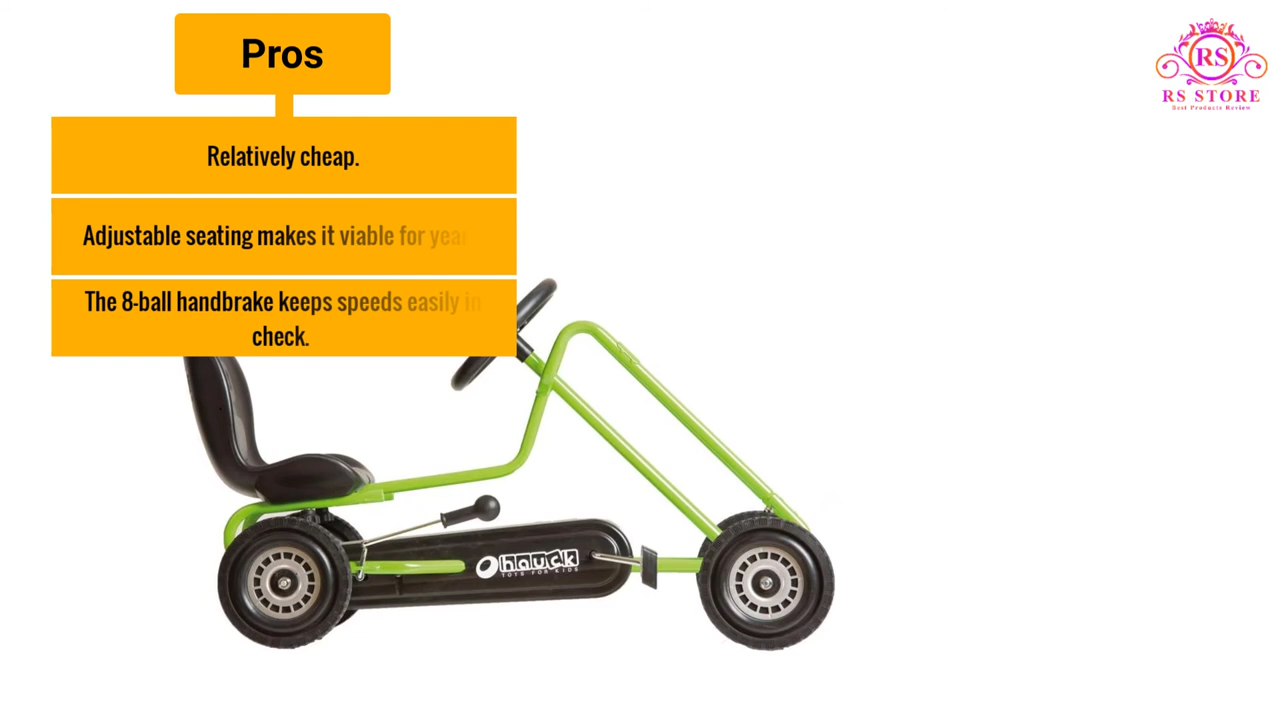 Pros
RS
RS STORE
Best Products Review
Relatively cheap.
Adjustable seating makes it viable for
The 8-ball handbrake keeps speeds easily in
check.
hauck
TOYS FOR KIDS